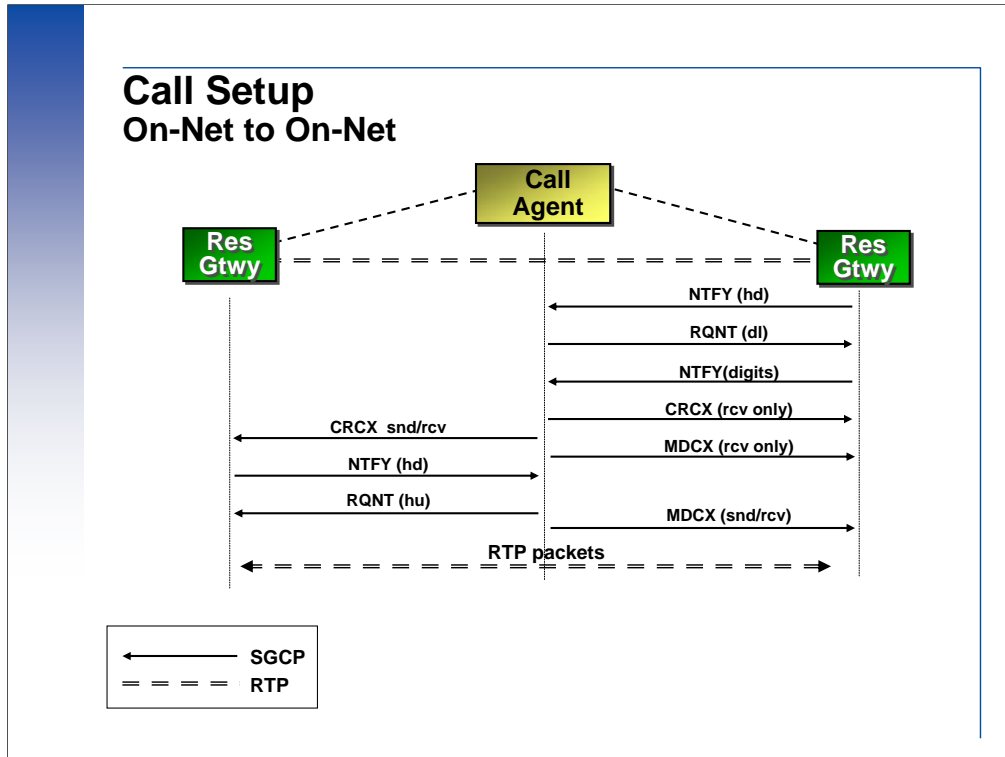 Call Setup
On-Net to On-Net
Call
Agent
Res
Gtwy
Res
Gtwy
NTFY (hd)
RQNT (dl)
NTFY(digits)
CRCX (rcv only)
CRCX  snd/rcv
MDCX (rcv only)
NTFY (hd)
RQNT (hu)
MDCX (snd/rcv)
RTP packets
SGCP
RTP